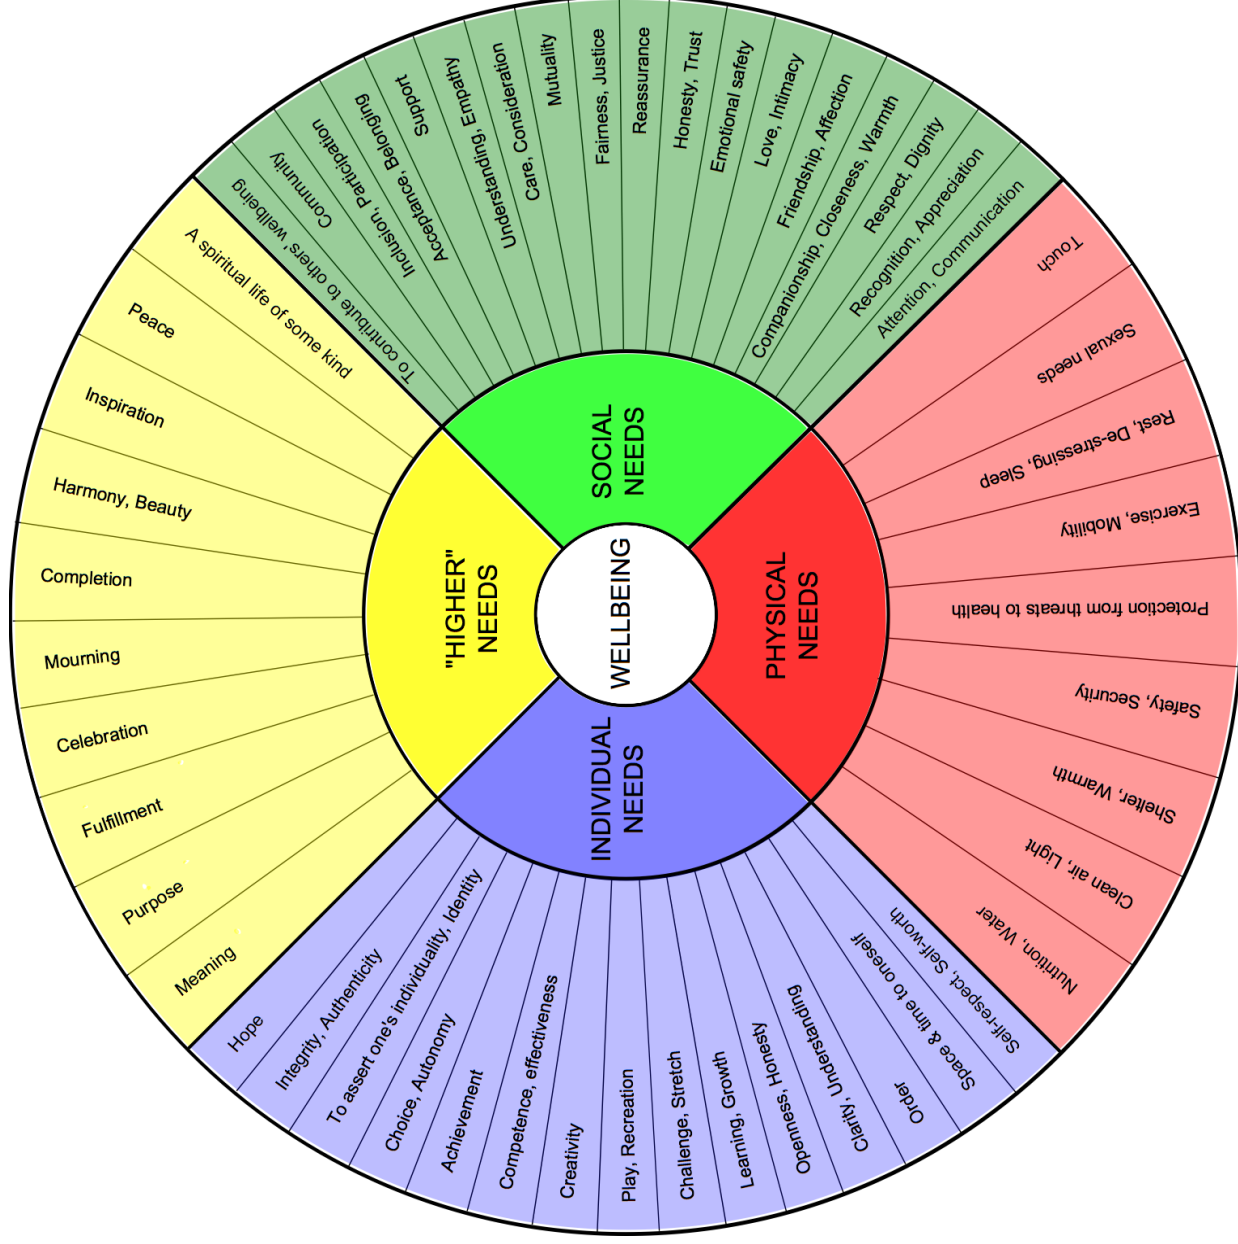 WELLBEING
SOCIAL
NEEDS
PHYSICAL
NEEDS
INDIVIDUAL
NEEDS
"HIGHER"
NEEDS
To contribute to others' wellbeing
Community
Inclusion, Participation
Acceptance, Belonging
Support
Understanding, Empathy
Care, Consideration
Mutuality
Fairness, Justice
Reassurance
Honesty, Trust
Emotional safety
Love, Intimacy
Friendship, Affection
Companionship, Closeness, Warmth
Respect, Dignity
Recognition, Appreciation
Attention, Communication
Touch
Sexual needs
Rest, De-stressing, Sleep
Exercise, Mobility
Protection from threats to health
Safety, Security
Shelter, Warmth
Clean air, Light
Nutrition, Water
Self-respect, Self-worth
Space & time to oneself
Order
Clarity, Understanding
Openness, Honesty
Learning, Growth
Challenge, Stretch
Play, Recreation
Creativity
Competence, effectiveness
Achievement
Choice, Autonomy
To assert one's individuality, Identity
Integrity, Authenticity
Hope
Meaning
Purpose
Fulfillment
Celebration
Mourning
Completion
Harmony, Beauty
Inspiration
Peace
A spiritual life of some kind